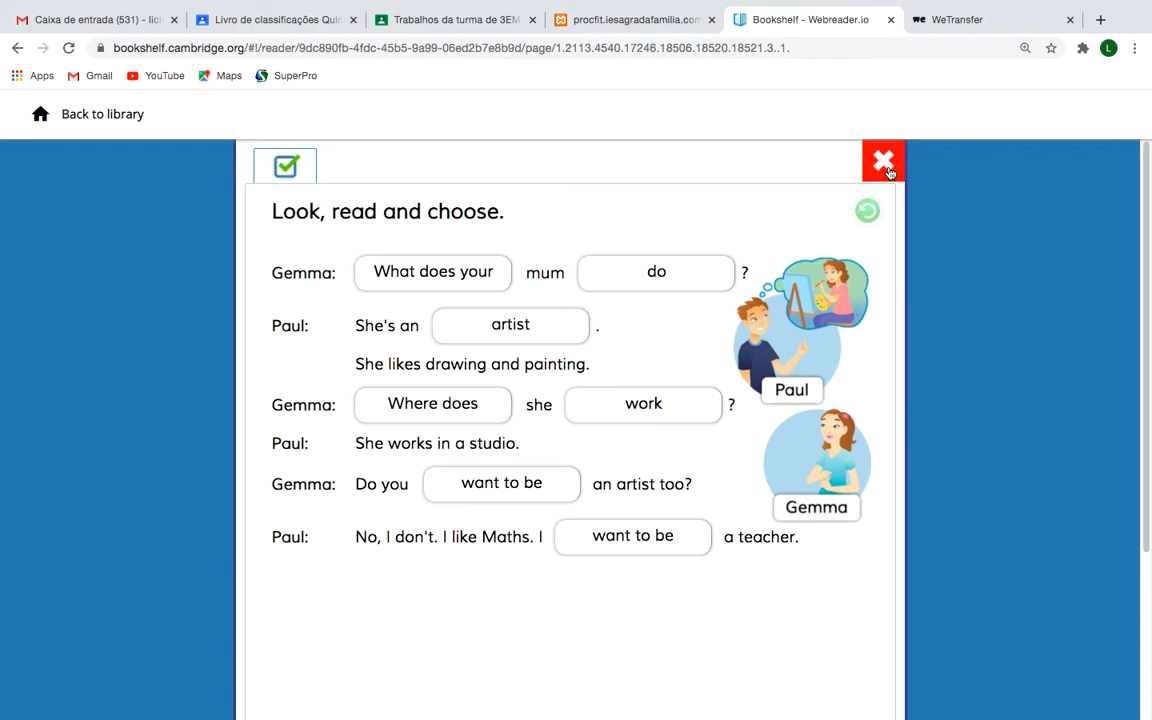 Caixa de entrada (531) - lici
Livro de classificações Quin
Trabalhos da turma de 3EM
procfit.iesagradafamilia.con
Bookshelf - Webreader.io
WeTransfer
bookshelf.cambridge.org/#!/reader/9dc890fb-4fdc-45b5-9a99-06ed2b7e8b9d/page/1.2113.4540.17246.18506.18520.18521.3..1.
L
Apps Gmail YouTube Maps SuperPro
Back to library
Look, read and choose.
Gemma: What does your mum do ?
Paul: She's an artist .
She likes drawing and painting.
Paul
Gemma: Where does she work ?
Paul: She works in a studio.
Gemma: Do you want to be an artist too?
Gemma
Paul: No, I don't. I like Maths. I want to be a teacher.